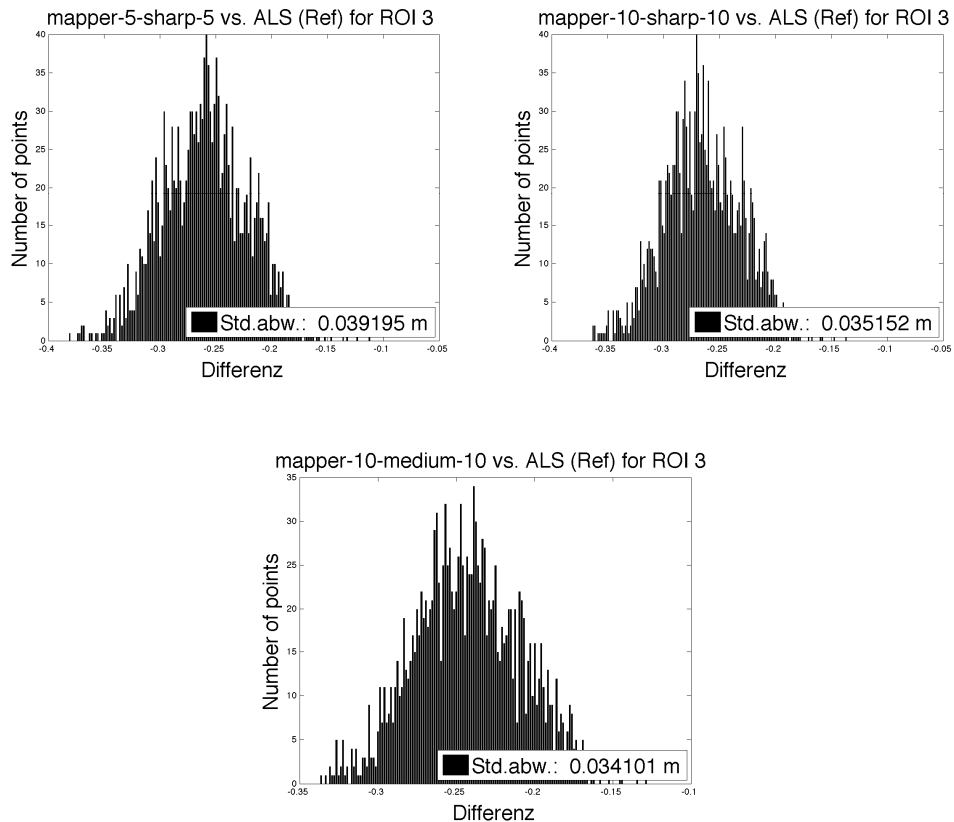 mapper-5-sharp-5 vs. ALS (Ref) for ROI 3
40
35
30
25
20
15
10
5
0
Number of points
Std.abw.: 0.039195 m
-0.4 -0.35 -0.3 -0.25 -0.2 -0.15 -0.1 -0.05
Differenz
mapper-10-sharp-10 vs. ALS (Ref) for ROI 3
40
35
30
25
20
15
10
5
0
Number of points
Std.abw.: 0.035152 m
-0.4 -0.35 -0.3 -0.25 -0.2 -0.15 -0.1 -0.05
Differenz
mapper-10-medium-10 vs. ALS (Ref) for ROI 3
35
30
25
20
15
10
5
0
Number of points
Std.abw.: 0.034101 m
-0.35 -0.3 -0.25 -0.2 -0.15 -0.1
Differenz